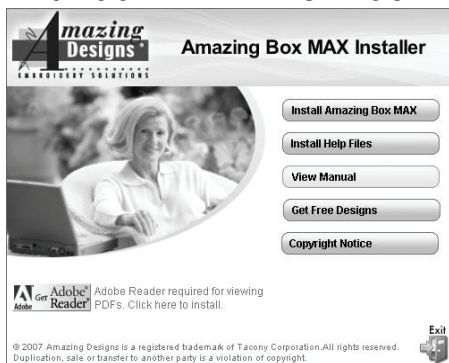 Amazing
Designs®
EMBROIDERY SOLUTIONS
Amazing Box MAX Installer
Install Amazing Box MAX
Install Help Files
View Manual
Get Free Designs
Copyright Notice
Adobe
Get Adobe® Reader®
Adobe Reader required for viewing
PDFs. Click here to install.
Exit
© 2007 Amazing Designs is a registered trademark of Tacony Corporation.All rights reserved.
Duplication, sale or transfer to another party is a violation of copyright.